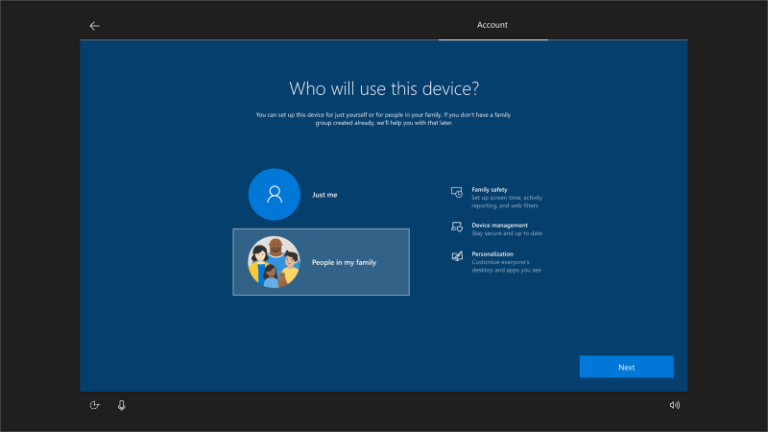 Account
Who will use this device?
You can set up this device for just yourself or for people in your family. If you don't have a family
group created already, we'll help you with that later.
Just me
People in my family
Family safety
Set up screen time, activity
reporting, and web filters
Device management
Stay secure and up to date
Personalization
Customize everyone's
desktop and apps you see
Next